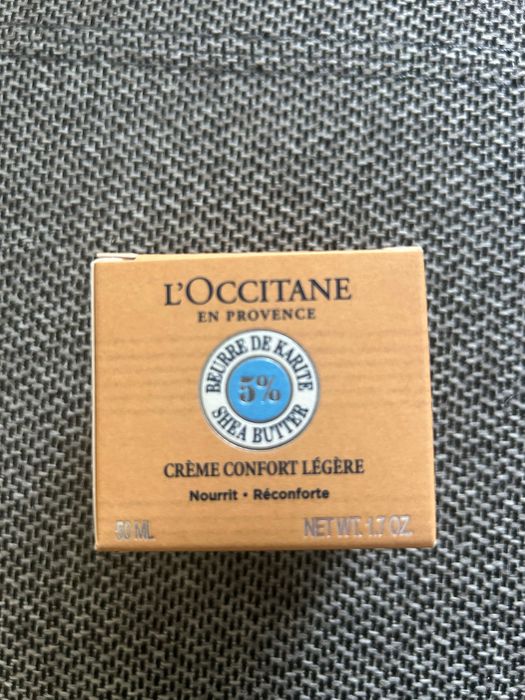 L'OCCITANE
EN PROVENCE
BEURRE DE KARITÉ
5%
SHEA BUTTER
CRÈME CONFORT LÉGÈRE
Nourrit • Réconforte
50 ML
NET WT. 1.7 OZ.